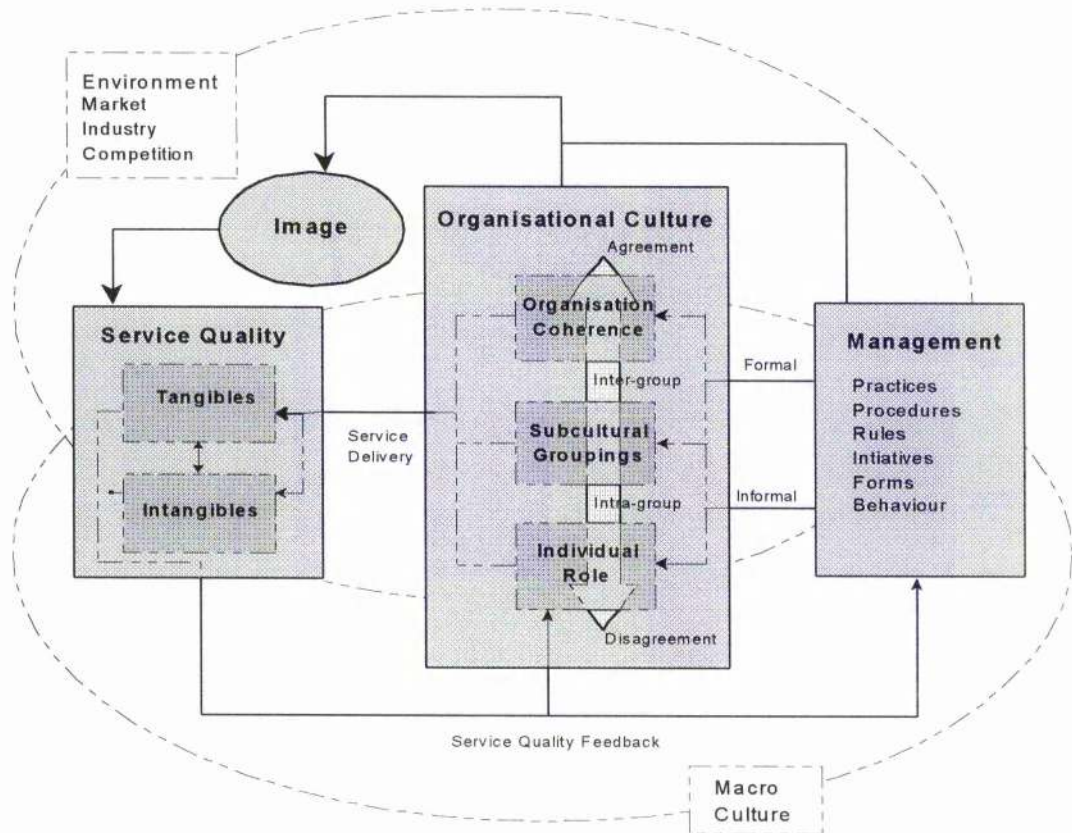 Environment
Market
Industry
Competition
Image
Organisational Culture
Agreement
Organisation
Coherence
Inter-group
Subcultural
Groupings
Intra-group
Individual
Role
Disagreement
Service Quality
Tangibles
Intangibles
Service
Delivery
Formal
Informal
Management
Practices
Procedures
Rules
Intiatives
Forms
Behaviour
Service Quality Feedback
Macro
Culture